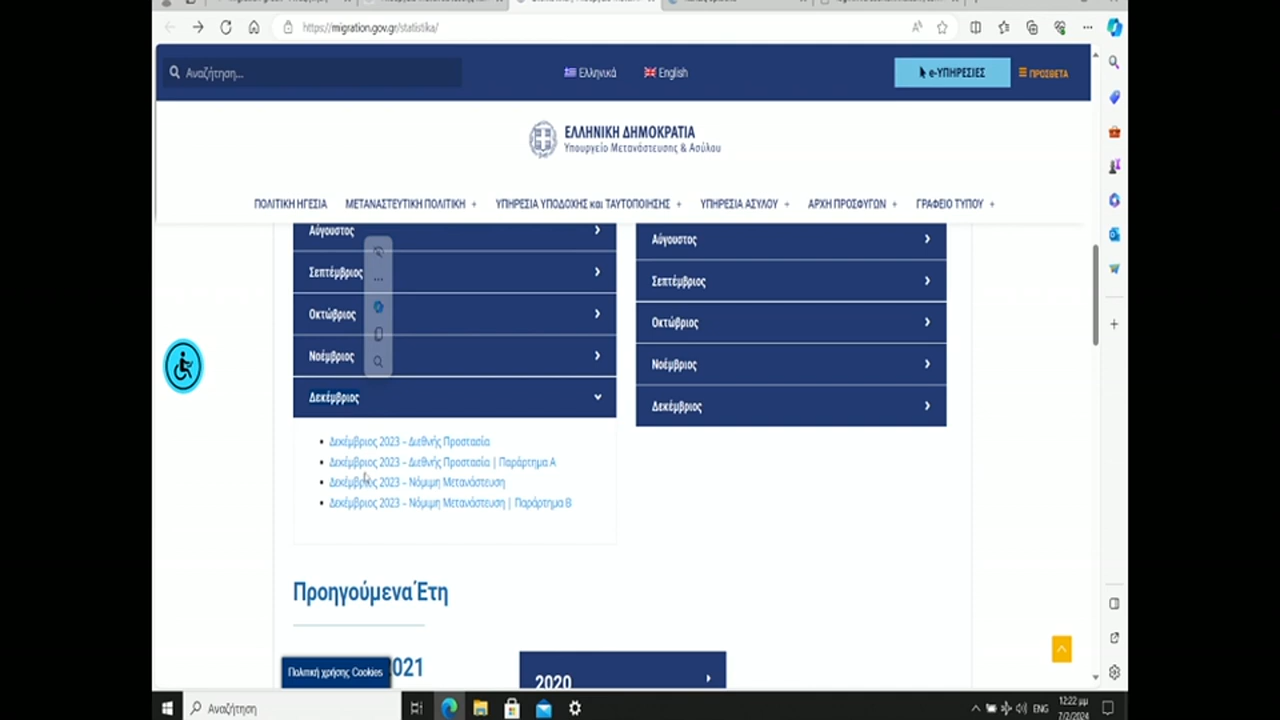 https://migration.gov.gr/statistika/
Αναζήτηση...
Ελληνικά
English
e-ΥΠΗΡΕΣΙΕΣ
ΠΡΟΣΘΕΤΑ
ΕΛΛΗΝΙΚΗ ΔΗΜΟΚΡΑΤΙΑ
Υπουργείο Μετανάστευσης & Ασύλου
ΠΟΛΙΤΙΚΗ ΗΓΕΣΙΑ
ΜΕΤΑΝΑΣΤΕΥΤΙΚΗ ΠΟΛΙΤΙΚΗ +
ΥΠΗΡΕΣΙΑ ΥΠΟΔΟΧΗΣ και ΤΑΥΤΟΠΟΙΗΣΗΣ +
ΥΠΗΡΕΣΙΑ ΑΣΥΛΟΥ +
ΑΡΧΗ ΠΡΟΣΦΥΓΩΝ +
ΓΡΑΦΕΙΟ ΤΥΠΟΥ +
Αύγουστος
Σεπτέμβριος
Οκτώβριος
Νοέμβριος
Δεκέμβριος
Δεκέμβριος 2023 – Διεθνής Προστασία
Δεκέμβριος 2023 – Διεθνής Προστασία | Παράρτημα Α
Δεκέμβριος 2023 – Νόμιμη Μετανάστευση
Δεκέμβριος 2023 – Νόμιμη Μετανάστευση | Παράρτημα Β
Αύγουστος
Σεπτέμβριος
Οκτώβριος
Νοέμβριος
Δεκέμβριος
Προηγούμενα Έτη
021
2020
Πολιτική χρήσης Cookies
Αναζήτηση
ENG
12:22 μμ
7/2/2024